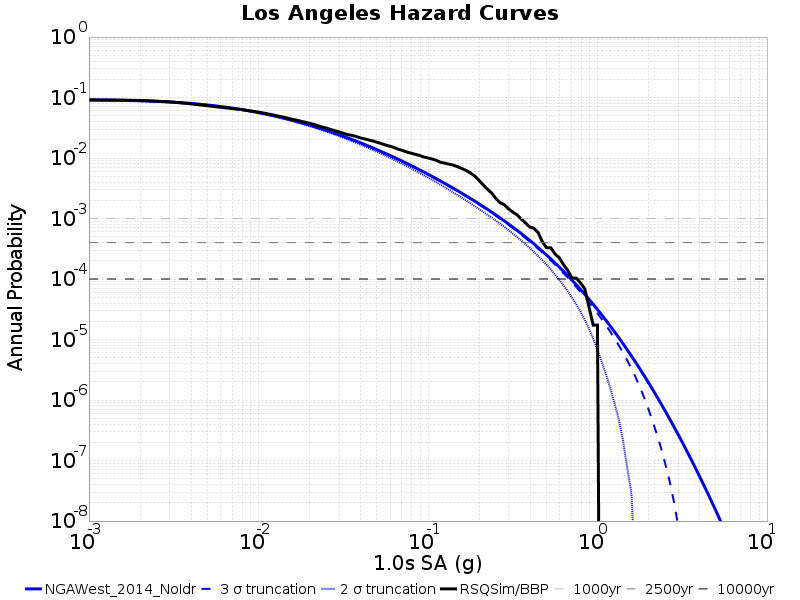 Los Angeles Hazard Curves
10^0
10^-1
10^-2
10^-3
10^-4
10^-5
10^-6
10^-7
10^-8
Annual Probability
10^-3 10^-2 10^-1 10^0 10^1
1.0s SA (g)
NGAWest_2014_NoIdr 3 σ truncation 2 σ truncation RSQSim/BBP 1000yr 2500yr 10000yr